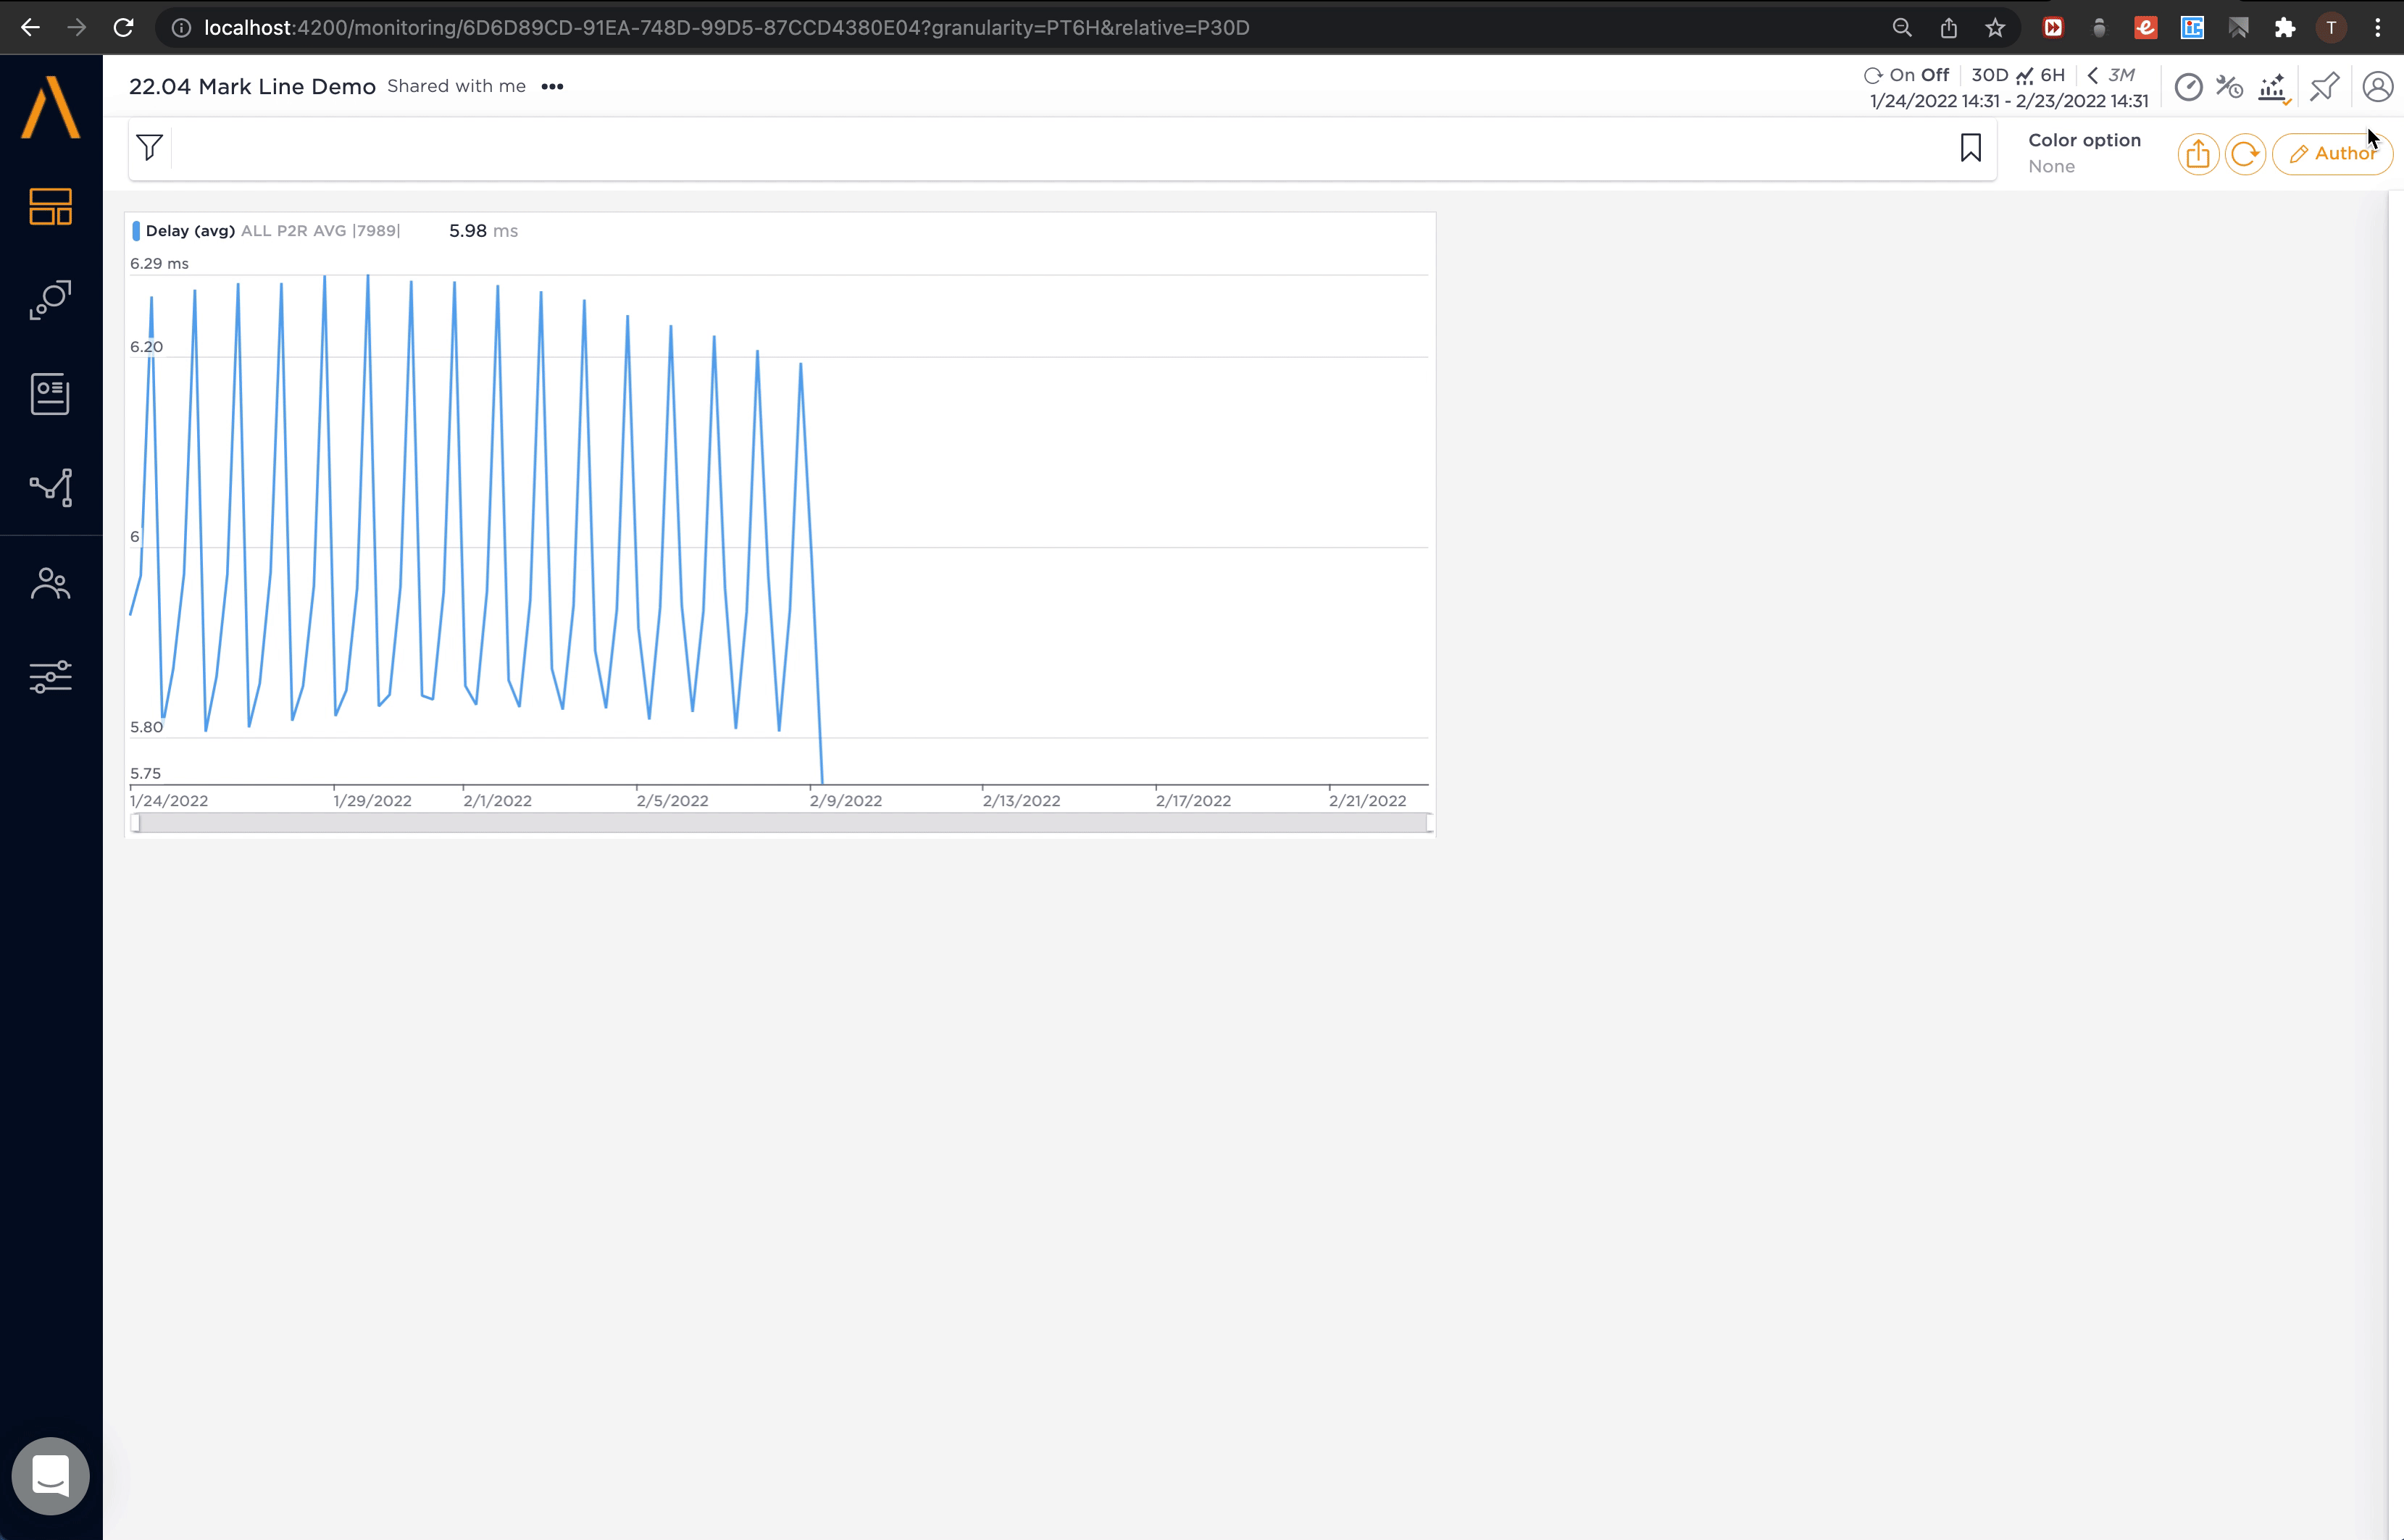 localhost:4200/monitoring/6D6D89CD-91EA-748D-99D5-87CCD4380E04?granularity=PT6H&relative=P30D
T
22.04 Mark Line Demo Shared with me •••
On Off 30D 6H 3M
1/24/2022 14:31 - 2/23/2022 14:31
Color option
None
Author
Delay (avg) ALL P2R AVG |7989| 5.98 ms
6.29 ms
6.20
6
5.80
5.75
1/24/2022 1/29/2022 2/1/2022 2/5/2022 2/9/2022 2/13/2022 2/17/2022 2/21/2022